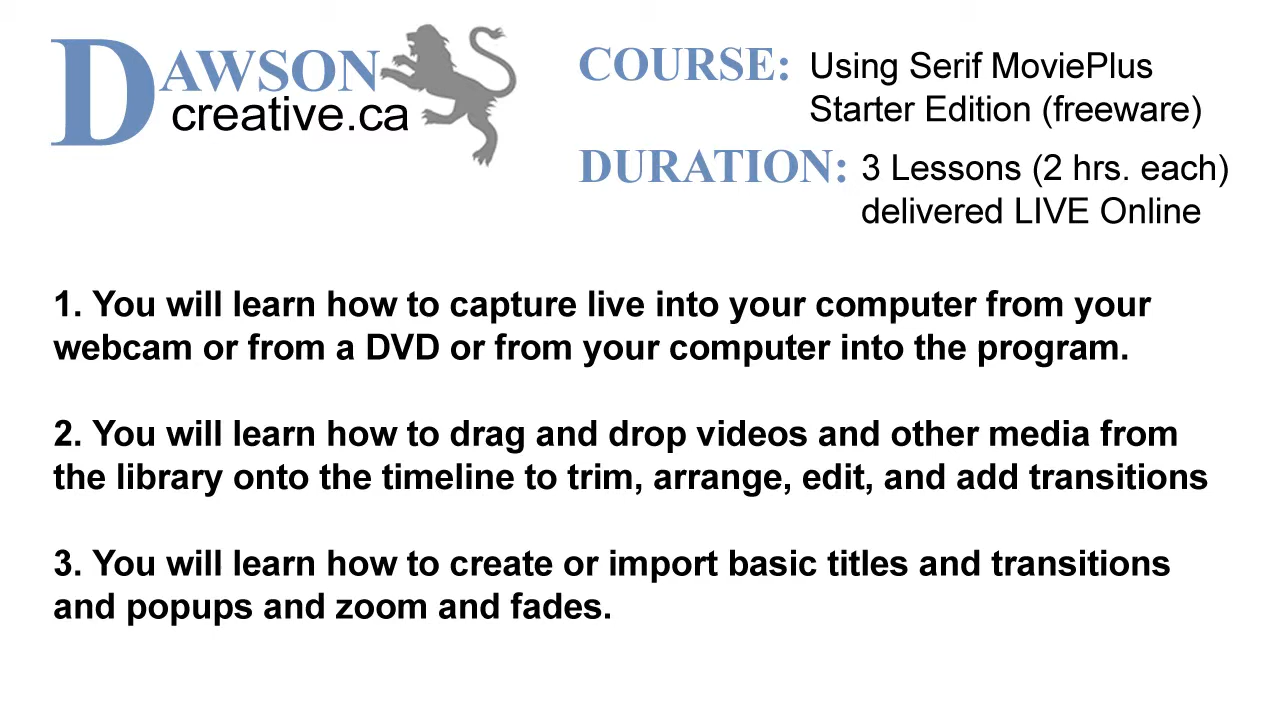 DAWSON
creative.ca
COURSE: Using Serif MoviePlus
Starter Edition (freeware)
DURATION: 3 Lessons (2 hrs. each)
delivered LIVE Online
1. You will learn how to capture live into your computer from your
webcam or from a DVD or from your computer into the program.
2. You will learn how to drag and drop videos and other media from
the library onto the timeline to trim, arrange, edit, and add transitions
3. You will learn how to create or import basic titles and transitions
and popups and zoom and fades.